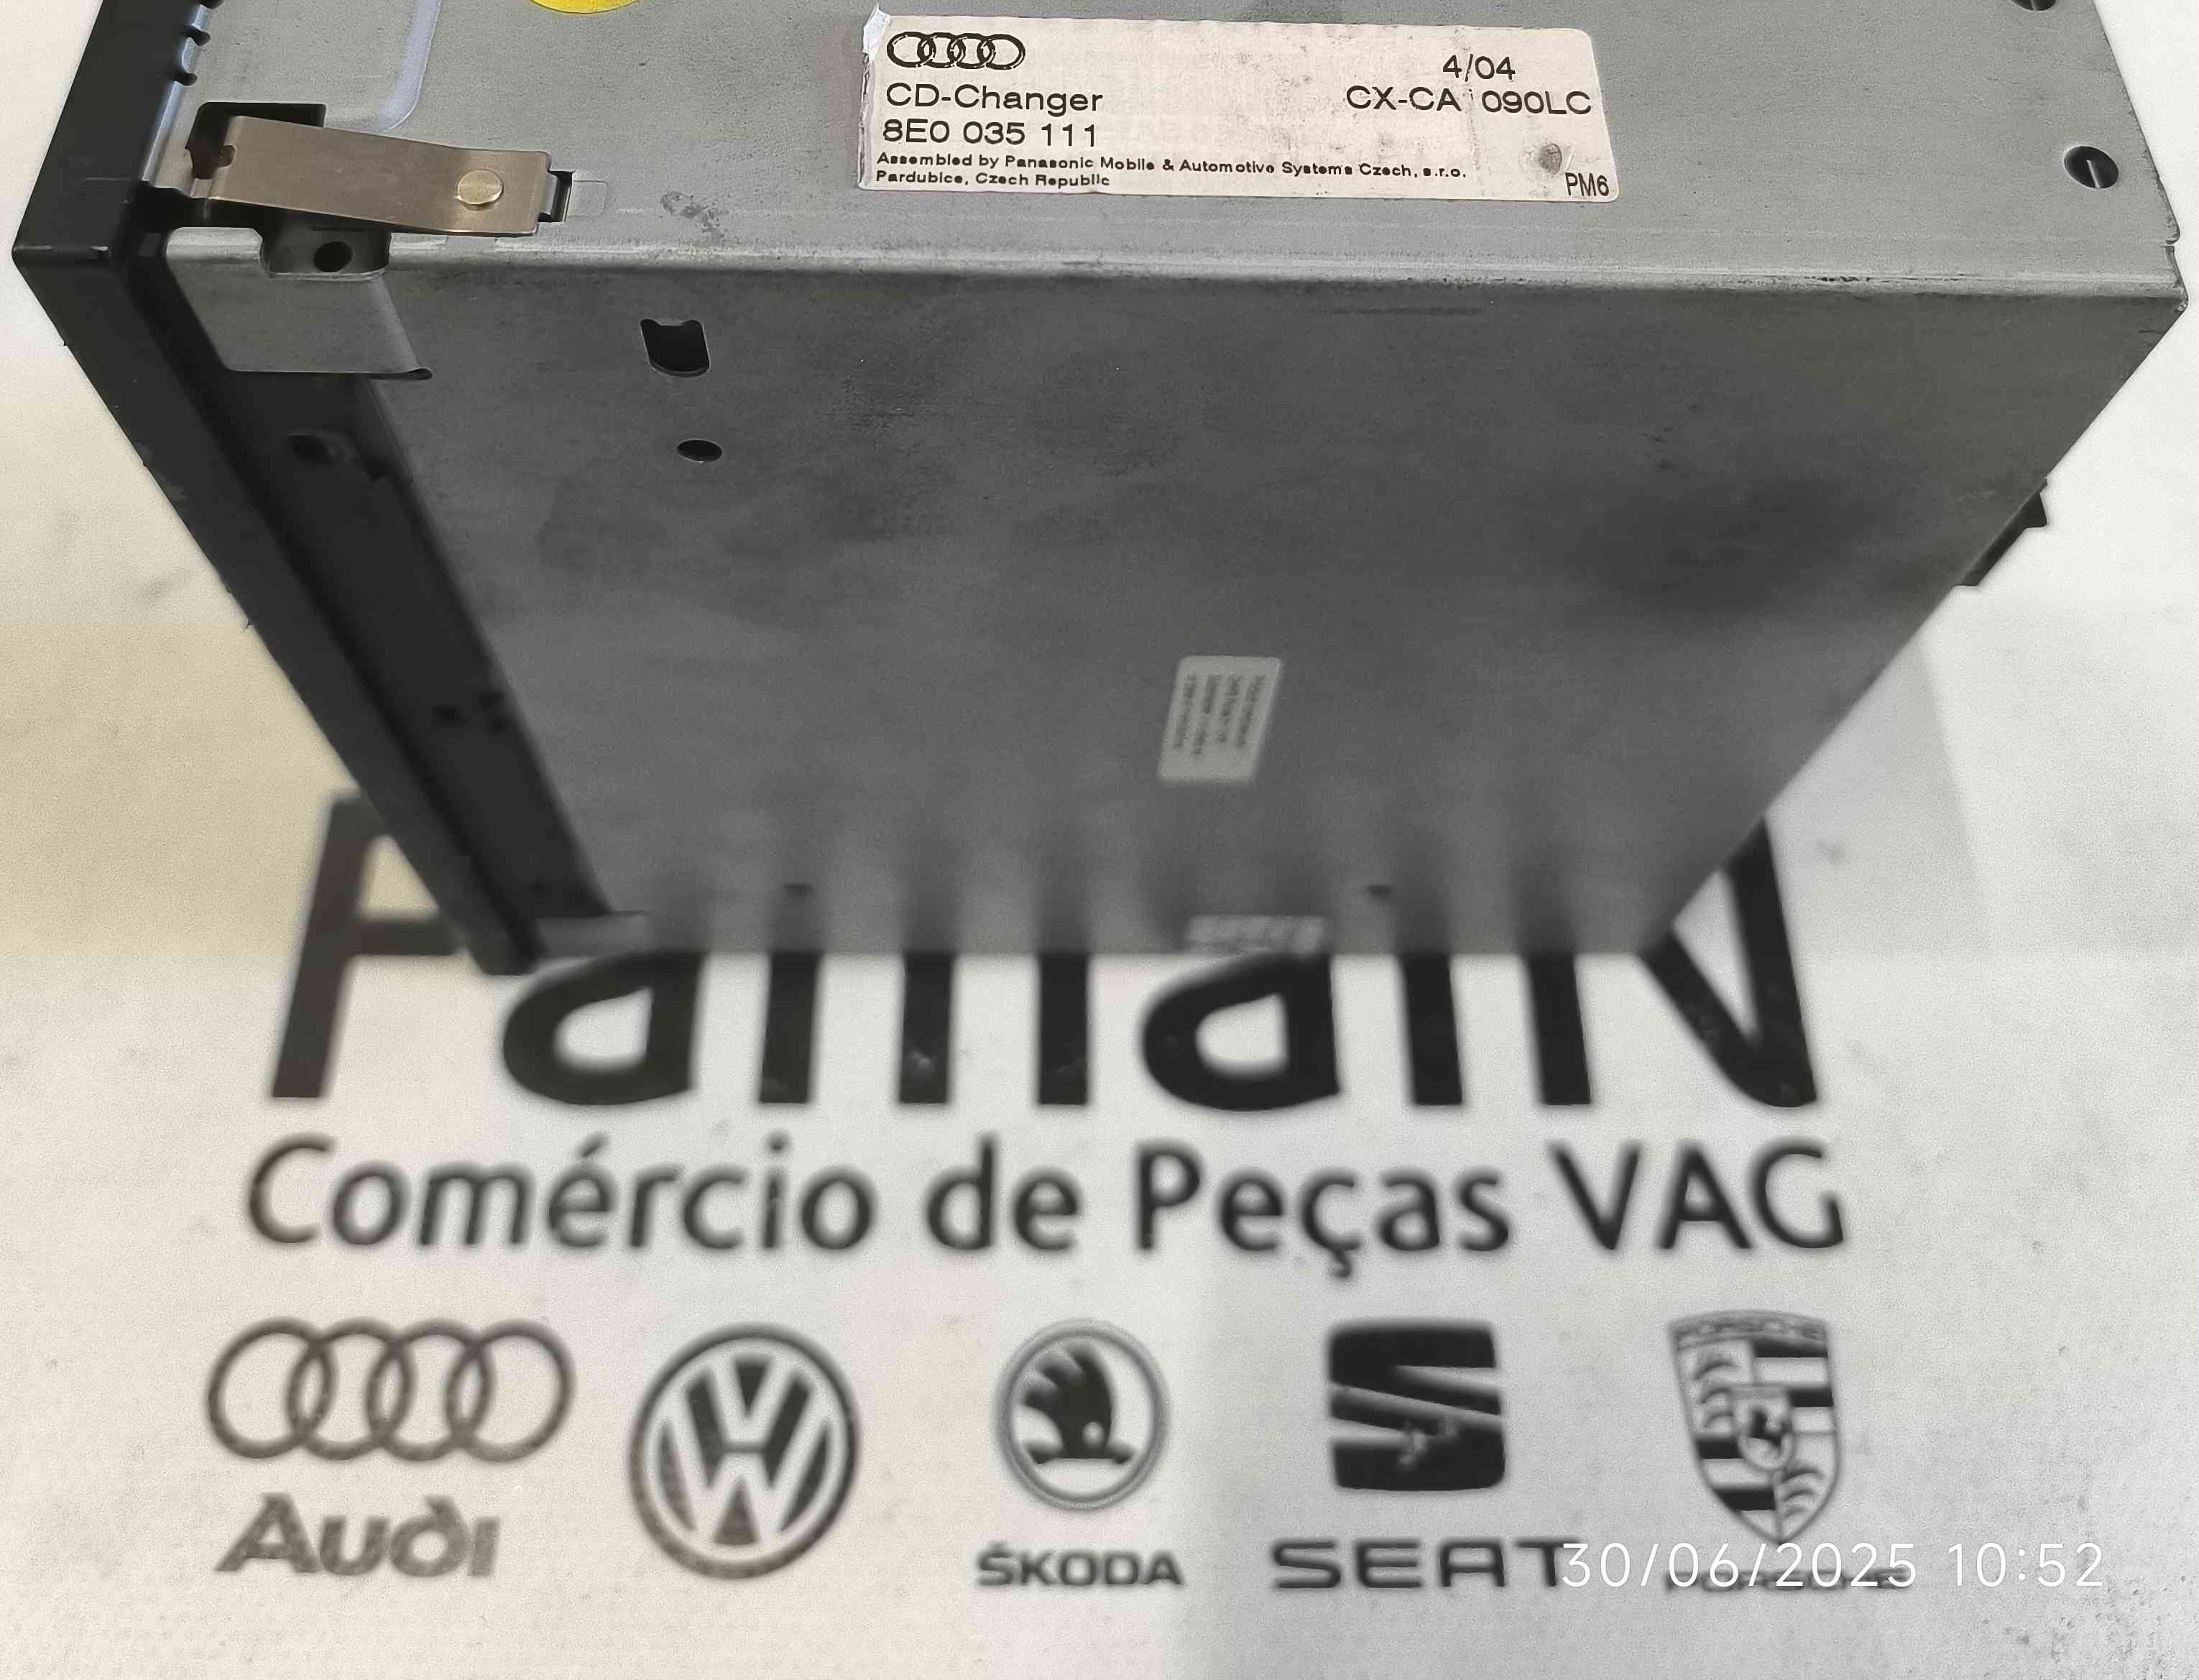 4/04
CD-Changer CX-CA 090LC
8E0 035 111
Assembled by Panasonic Mobile & Automotive Systems Czech, s.r.o.
Pardubice, Czech Republic
PM6
Comércio de Peças VAG
PORSCHE
Audi
ŠKODA
SEAT
30/06/2025 10:52